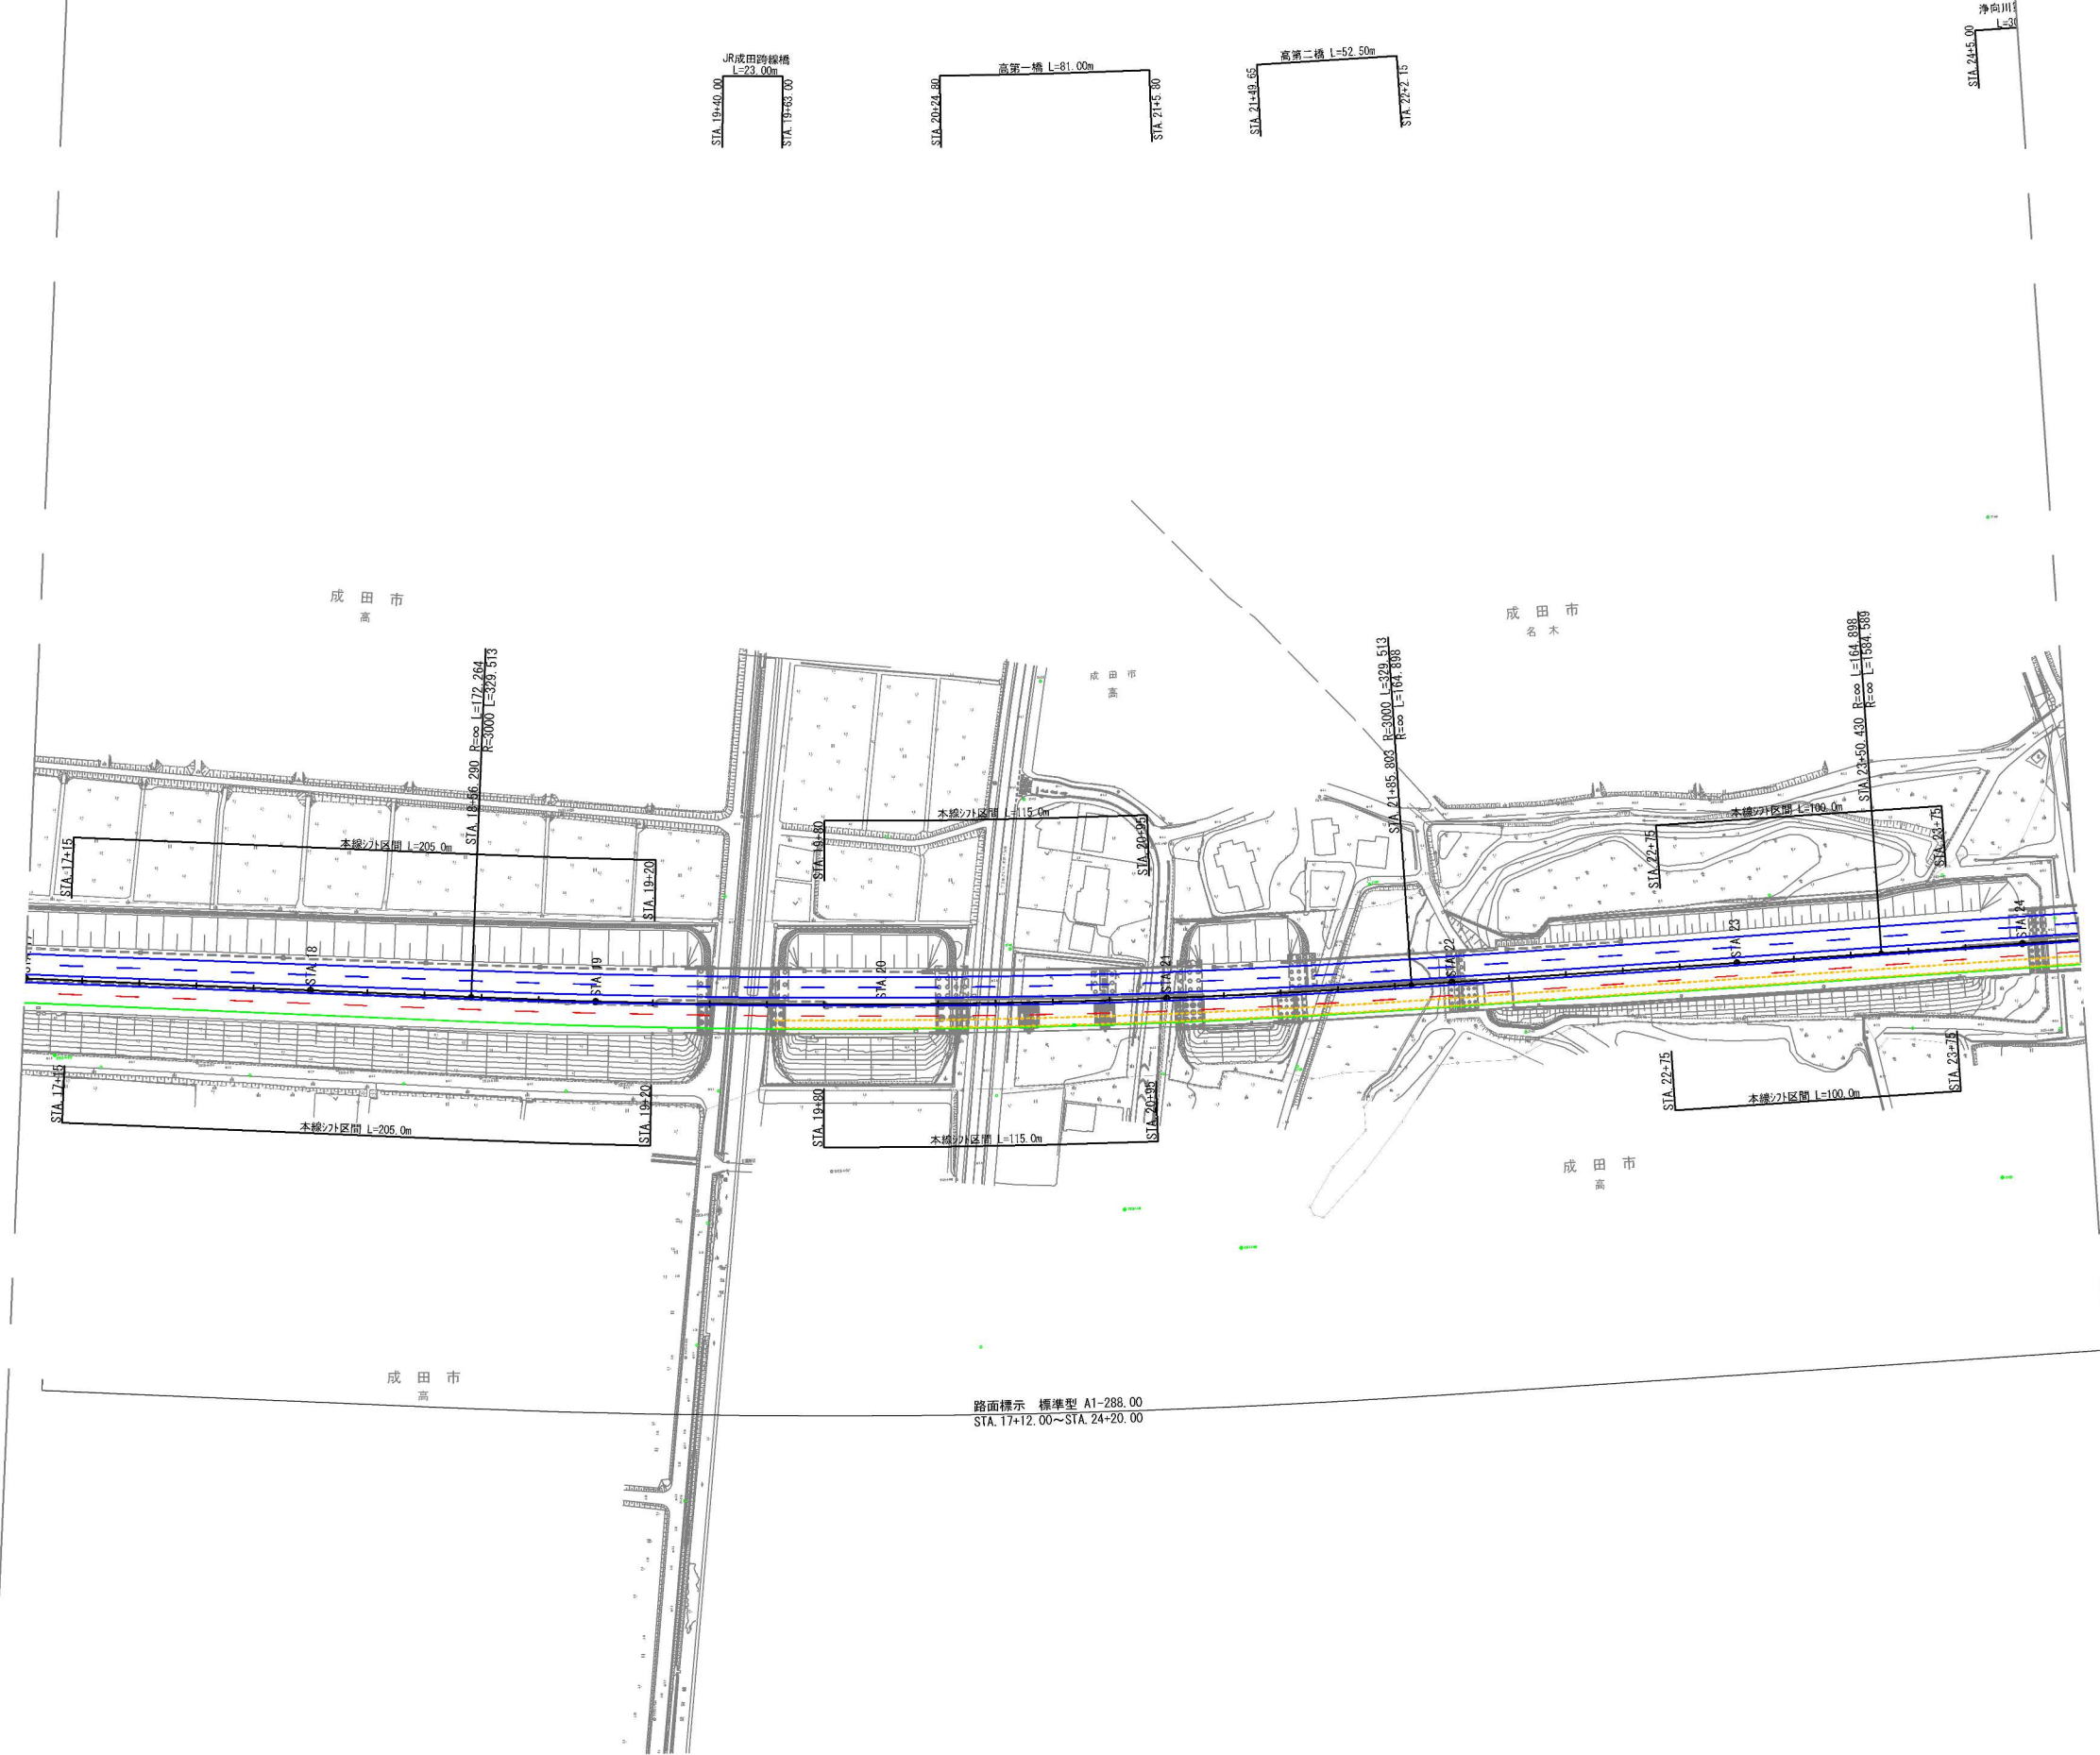 JR成田跨線橋
L=23.00m
STA.19+40.00
STA.19+63.00
高第一橋 L=81.00m
STA.20+24.80
STA.21+5.80
高第二橋 L=52.50m
STA.21+49.65
STA.22+2.15
浄向川
L=30
STA.24+5.00
成田市
高
成田市
名木
成田市
高
STA.18+56.290 R=∞ L=172.264
R=3000 L=329.513
STA.21+85.803 R=3000 L=329.513
R=∞ L=164.898
STA.23+50.430 R=∞ L=164.898
R=∞ L=1584.589
本線シフト区間 L=205.0m
STA.17+15
STA.19+20
本線シフト区間 L=115.0m
STA.19+80
STA.20+95
本線シフト区間 L=100.0m
STA.22+75
STA.23+75
STA.18
STA.19
STA.20
STA.21
STA.22
STA.23
STA.24
STA.17+15
STA.19+20
本線シフト区間 L=205.0m
STA.19+80
STA.20+95
本線シフト区間 L=115.0m
STA.22+75
STA.23+75
本線シフト区間 L=100.0m
成田市
高
成田市
高
路面標示 標準型 A1-288.00
STA.17+12.00～STA.24+20.00